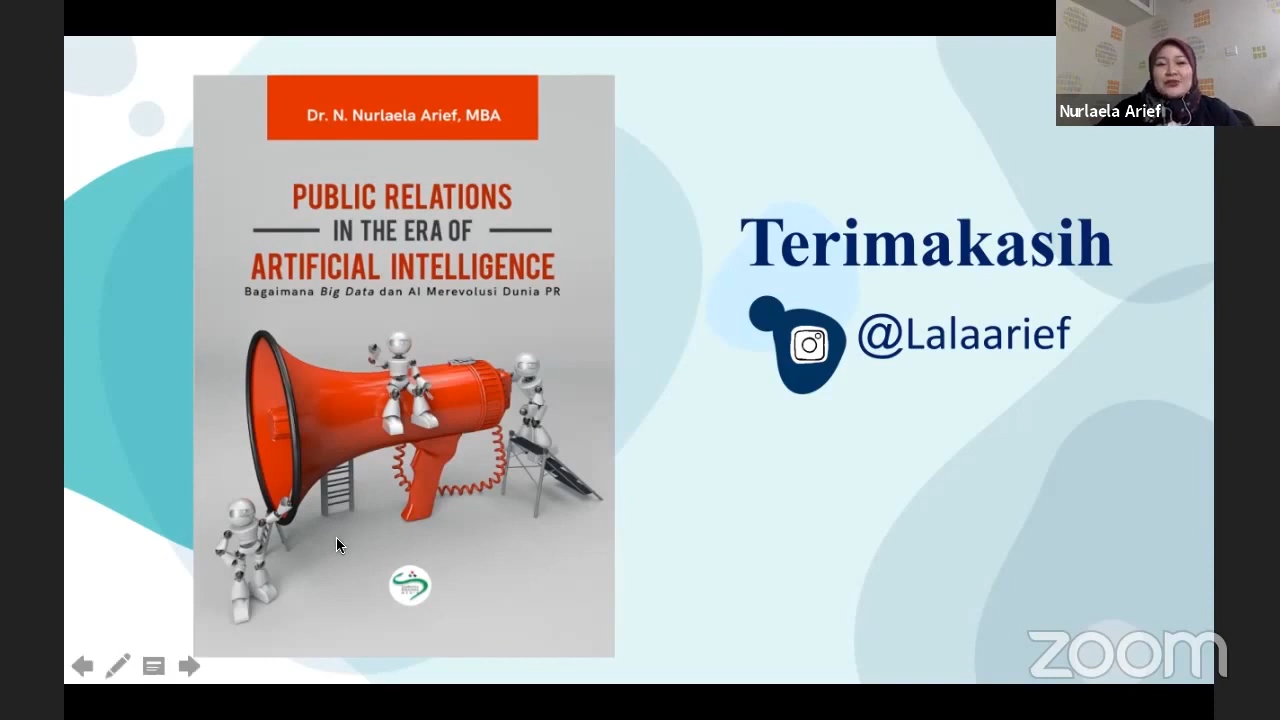 Dr. N. Nurlaela Arief, MBA
PUBLIC RELATIONS
IN THE ERA OF
ARTIFICIAL INTELLIGENCE
Bagaimana Big Data dan AI Merevolusi Dunia PR
Terimakasih
@Lalaarief
Nurlaela Arief
zoom